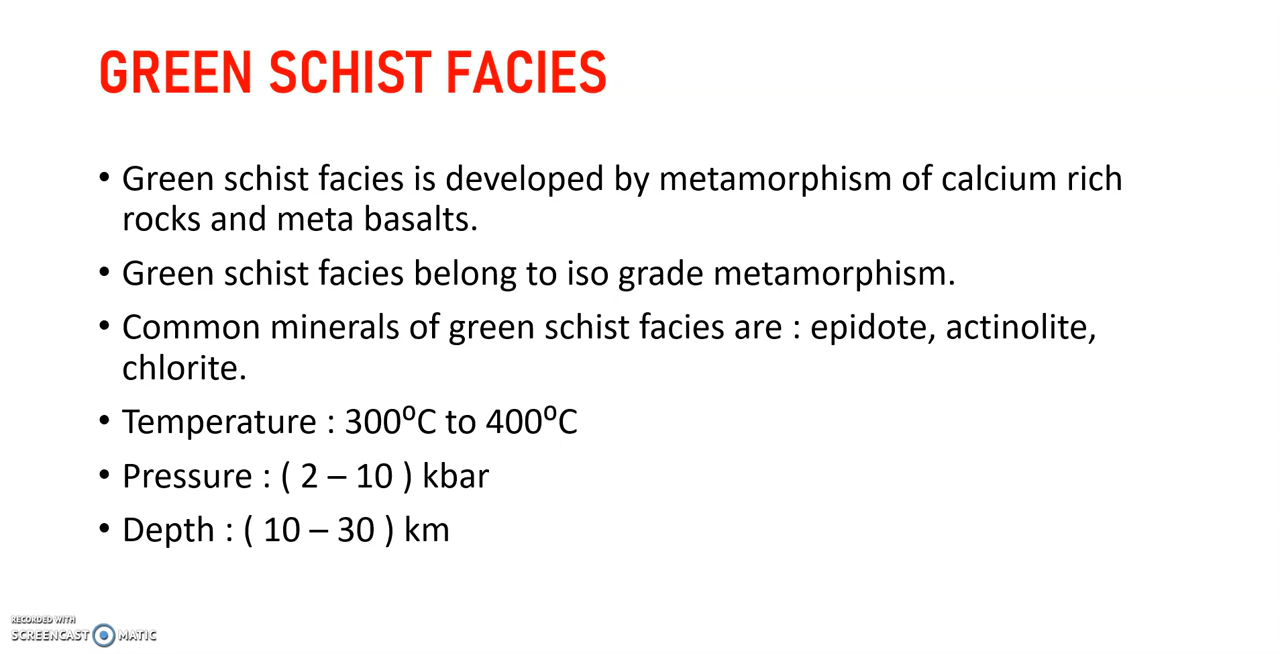 GREEN SCHIST FACIES
• Green schist facies is developed by metamorphism of calcium rich
rocks and meta basalts.
• Green schist facies belong to iso grade metamorphism.
• Common minerals of green schist facies are : epidote, actinolite,
chlorite.
• Temperature : 300⁰C to 400⁰C
• Pressure : ( 2 – 10 ) kbar
• Depth : ( 10 – 30 ) km
RECORDED WITH
SCREENCAST MATIC